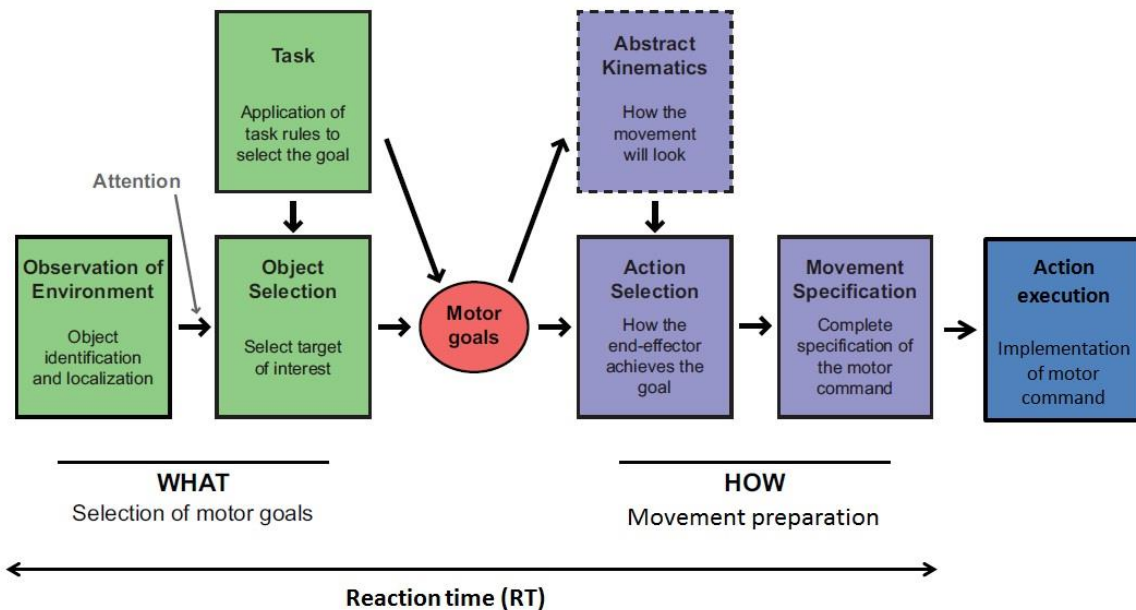 Task
Application of
task rules to
select the goal
Abstract
Kinematics
How the
movement
will look
Attention
Observation of
Environment
Object
identification
and localization
Object
Selection
Select target
of interest
Motor
goals
Action
Selection
How the
end-effector
achieves the
goal
Movement
Specification
Complete
specification of
the motor
command
Action
execution
Implementation
of motor
command
WHAT
Selection of motor goals
HOW
Movement preparation
Reaction time (RT)